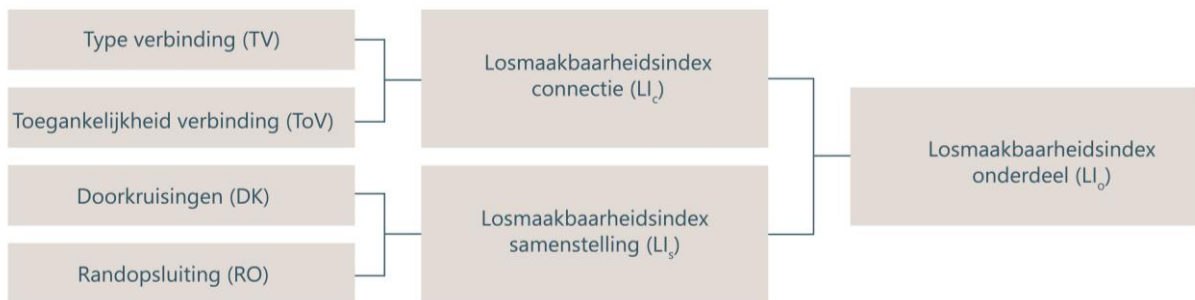 Type verbinding (TV)
Toegankelijkheid verbinding (ToV)
Doorkruisingen (DK)
Randopsluiting (RO)
Losmaakbaarheidsindex
connectie (LIc)
Losmaakbaarheidsindex
samenstelling (LIs)
Losmaakbaarheidsindex
onderdeel (LIo)